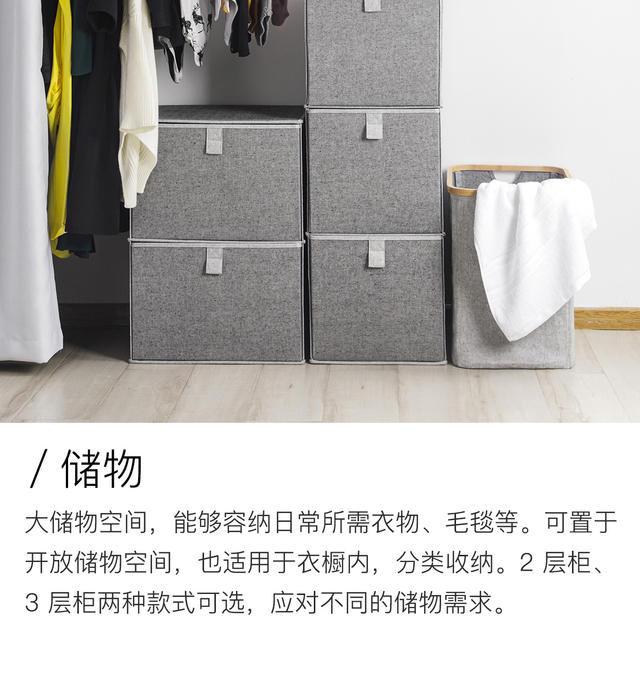 / 储物
大储物空间，能够容纳日常所需衣物、毛毯等。可置于
开放储物空间，也适用于衣橱内，分类收纳。2 层柜、
3 层柜两种款式可选，应对不同的储物需求。